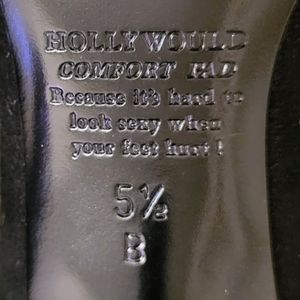 HOLLYWOULD
COMFORT PAD
Because it's hard to
look sexy when
your feet hurt!
5½
B